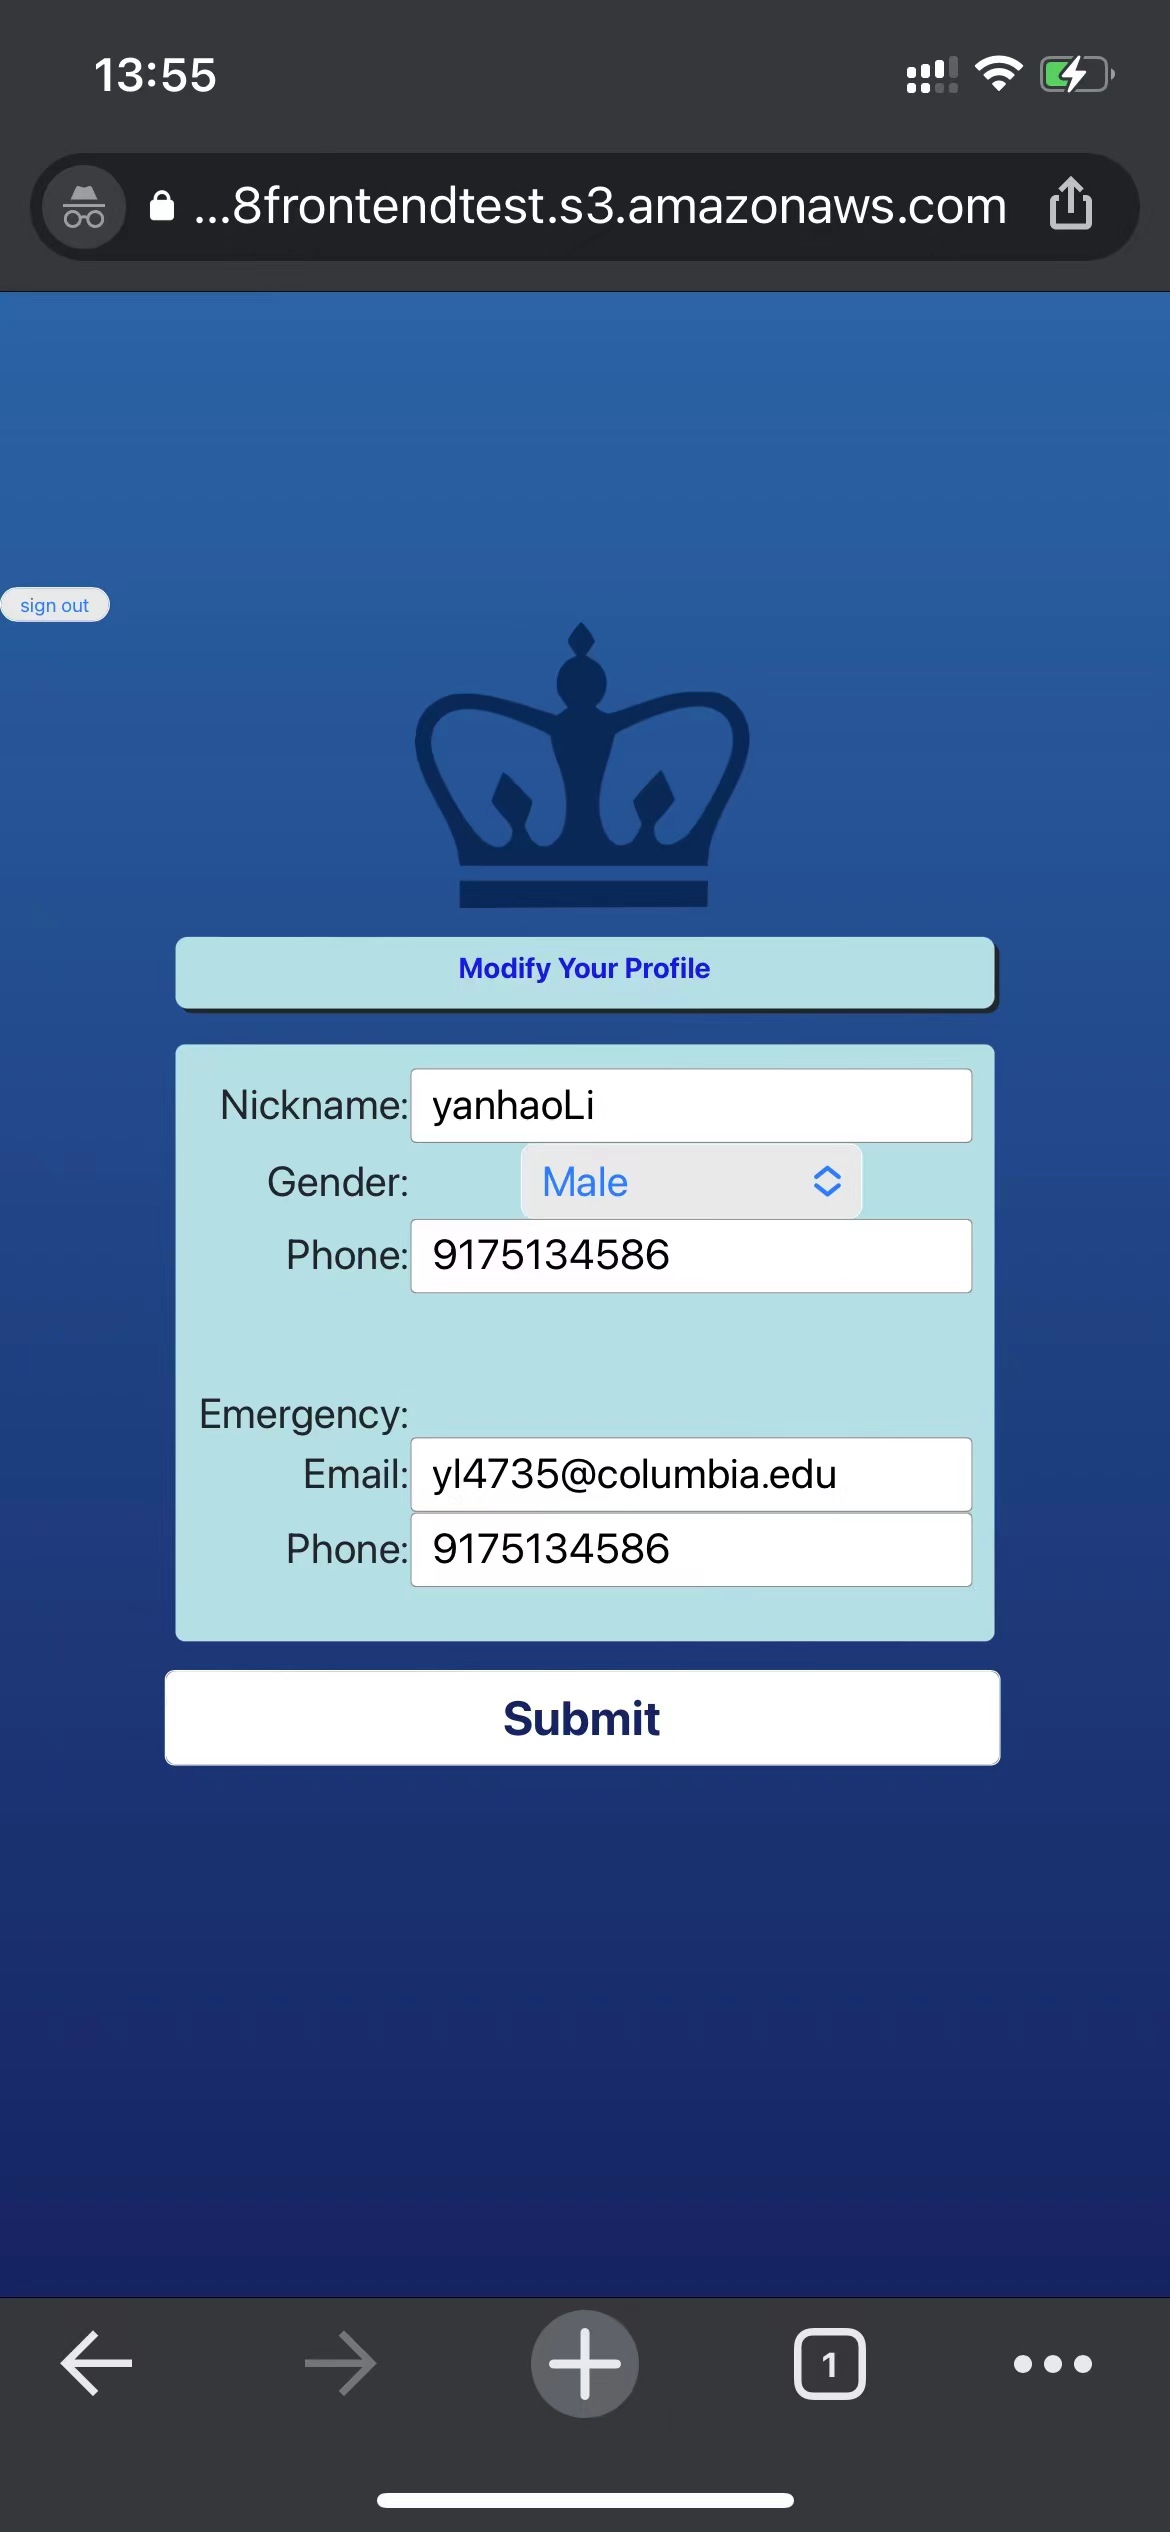 13:55
...8frontendtest.s3.amazonaws.com
sign out
Modify Your Profile
Nickname: yanhaoLi
Gender: Male
Phone: 9175134586
Emergency:
Email: yl4735@columbia.edu
Phone: 9175134586
Submit
1